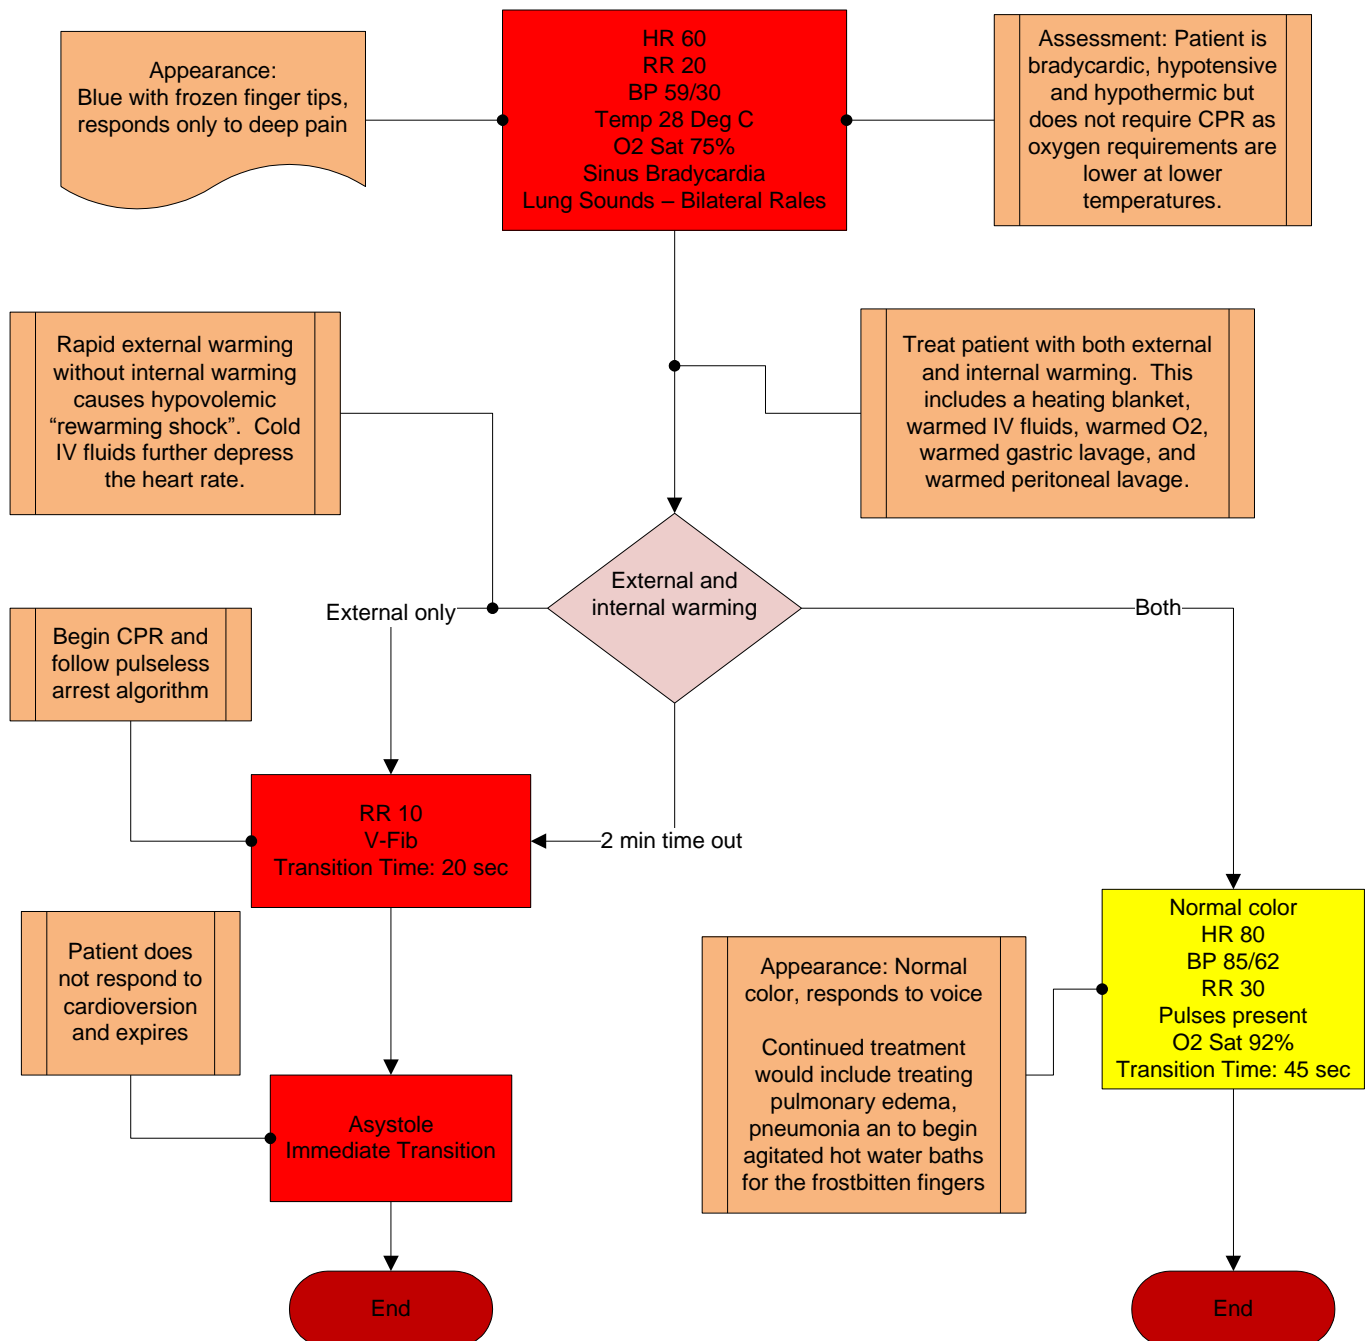 Appearance:
Blue with frozen finger tips,
responds only to deep pain
HR 60
RR 20
BP 59/30
Temp 28 Deg C
O2 Sat 75%
Sinus Bradycardia
Lung Sounds – Bilateral Rales
Assessment: Patient is
bradycardic, hypotensive
and hypothermic but
does not require CPR as
oxygen requirements are
lower at lower
temperatures.
Rapid external warming
without internal warming
causes hypovolemic
“rewarming shock”.  Cold
IV fluids further depress
the heart rate.
Treat patient with both external
and internal warming.  This
includes a heating blanket,
warmed IV fluids, warmed O2,
warmed gastric lavage, and
warmed peritoneal lavage.
External and
internal warming
External only
Both
Begin CPR and
follow pulseless
arrest algorithm
RR 10
V-Fib
Transition Time: 20 sec
2 min time out
Patient does
not respond to
cardioversion
and expires
Appearance: Normal
color, responds to voice
Continued treatment
would include treating
pulmonary edema,
pneumonia an to begin
agitated hot water baths
for the frostbitten fingers
Normal color
HR 80
BP 85/62
RR 30
Pulses present
O2 Sat 92%
Transition Time: 45 sec
Asystole
Immediate Transition
End
End